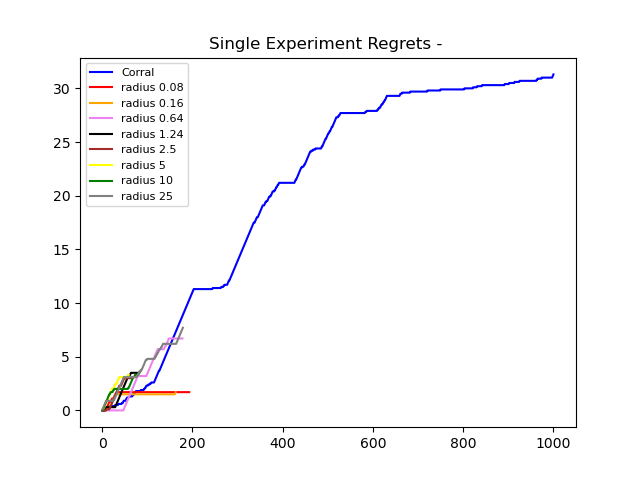 Single Experiment Regrets -
Corral
radius 0.08
radius 0.16
radius 0.64
radius 1.24
radius 2.5
radius 5
radius 10
radius 25
30
25
20
15
10
5
0
0 200 400 600 800 1000